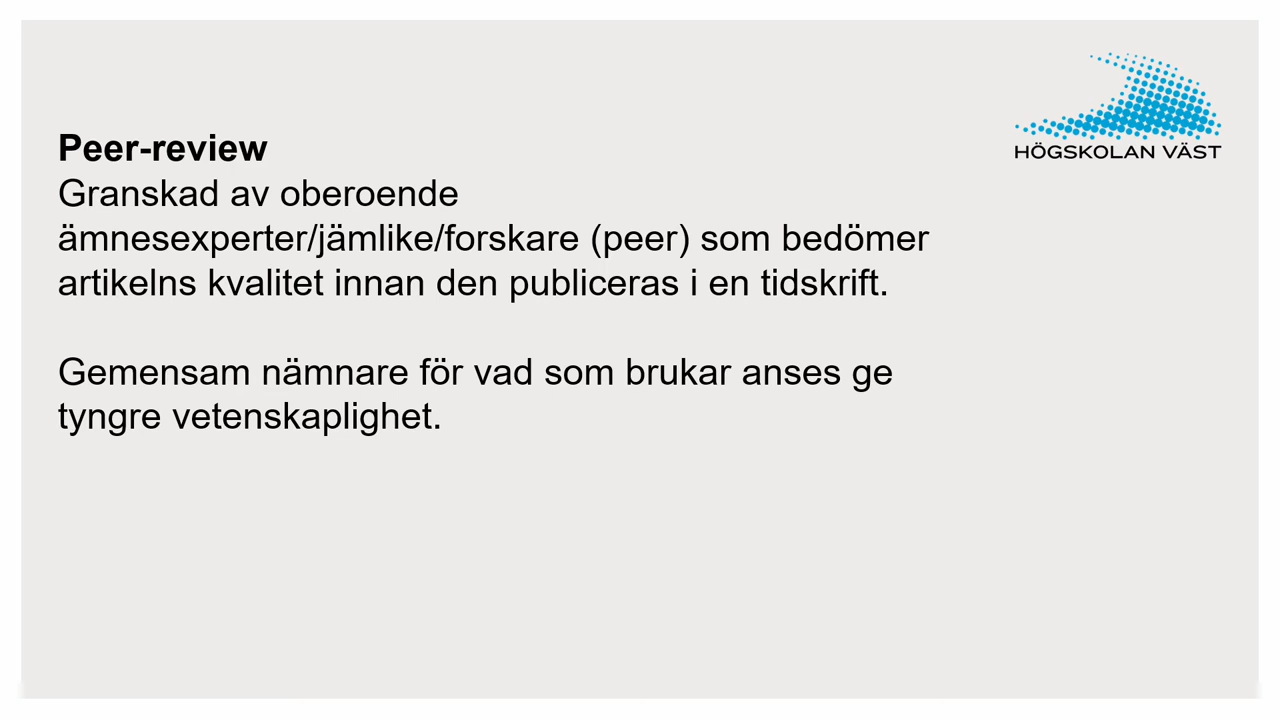 HÖGSKOLAN VÄST
Peer-review
Granskad av oberoende
ämnesexperter/jämlike/forskare (peer) som bedömer
artikelns kvalitet innan den publiceras i en tidskrift.
Gemensam nämnare för vad som brukar anses ge
tyngre vetenskaplighet.